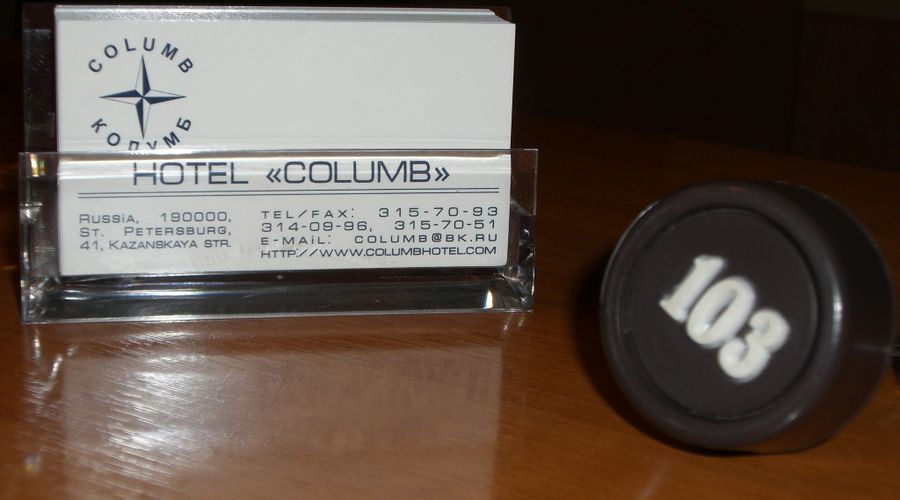 COLUMB
КОЛУМБ
HOTEL «COLUMB»
RUSSIA, 190000,
ST. PETERSBURG,
41, KAZANSKAYA STR.
TEL/FAX: 315-70-93
314-09-96, 315-70-51
E-MAIL: COLUMB@BK.RU
HTTP://WWW.COLUMBHOTEL.COM
103